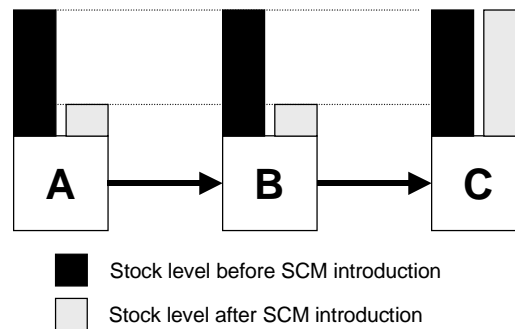 A B C
Stock level before SCM introduction
Stock level after SCM introduction